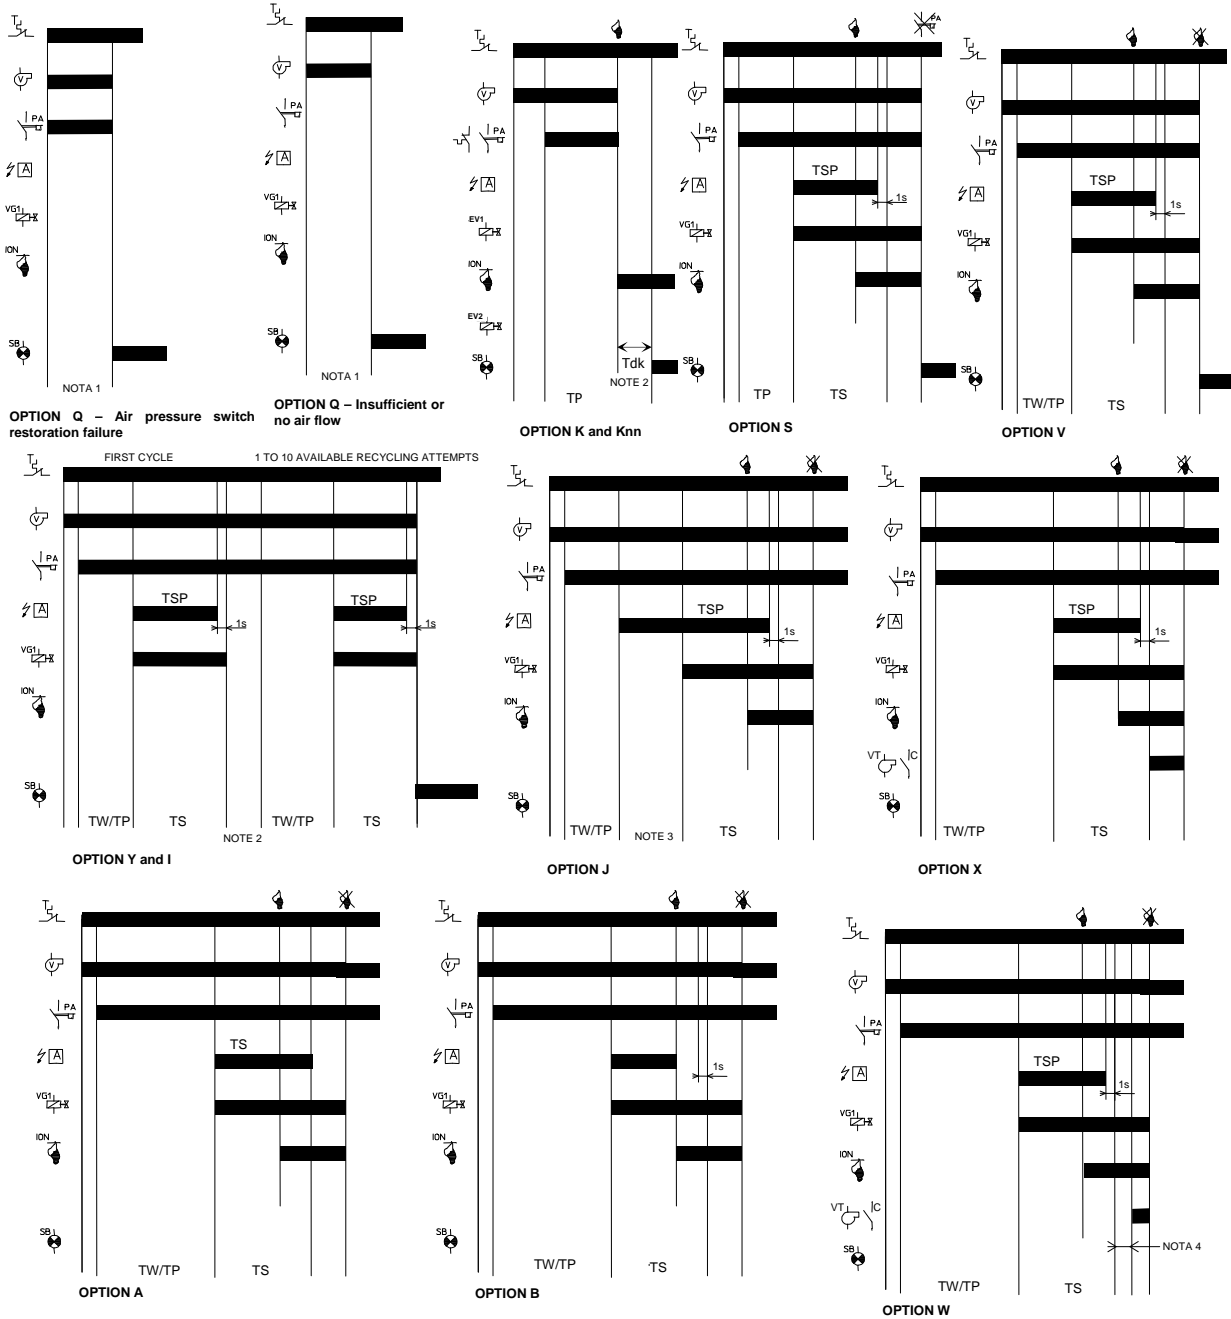 T
V
PA
A
VG1
ION
SB
NOTA 1
OPTION Q – Air pressure switch
restoration failure
T
V
PA
A
VG1
ION
SB
NOTA 1
OPTION Q – Insufficient or
no air flow
T
V
PA
A
EV1
ION
EV2
SB
Tdk
NOTE 2
TP
OPTION K and Knn
PA
T
V
PA
A
TSP
1s
VG1
ION
SB
TP TS
OPTION S
T
V
PA
A
TSP
1s
VG1
ION
SB
TW/TP TS
OPTION V
FIRST CYCLE 1 TO 10 AVAILABLE RECYCLING ATTEMPTS
T
V
PA
A
TSP TSP
1s 1s
VG1
ION
SB
TW/TP TS TW/TP TS
NOTE 2
OPTION Y and I
T
V
PA
A
TSP
1s
VG1
ION
SB
TW/TP NOTE 3 TS
OPTION J
T
V
PA
A
TSP
1s
VG1
ION
VT C
SB
TW/TP TS
OPTION X
T
V
PA
A
TS
VG1
ION
SB
TW/TP TS
OPTION A
T
V
PA
A
1s
VG1
ION
SB
TW/TP TS
OPTION B
T
V
PA
A
TSP
1s
VG1
ION
VT C
SB
NOTA 4
TW/TP TS
OPTION W